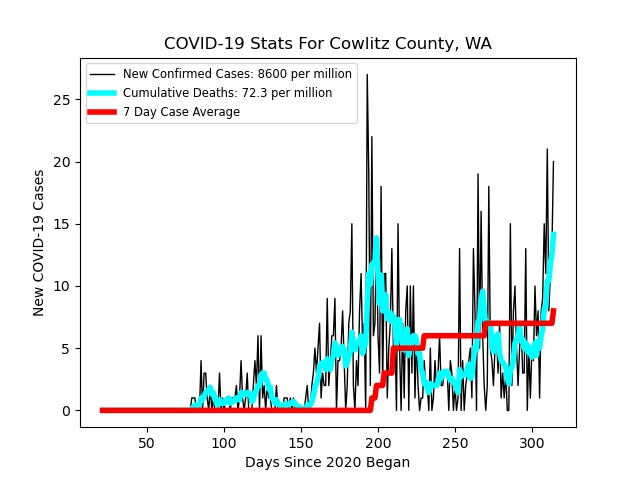 COVID-19 Stats For Cowlitz County, WA
New Confirmed Cases: 8600 per million
Cumulative Deaths: 72.3 per million
7 Day Case Average
New COVID-19 Cases
25
20
15
10
5
0
50 100 150 200 250 300
Days Since 2020 Began